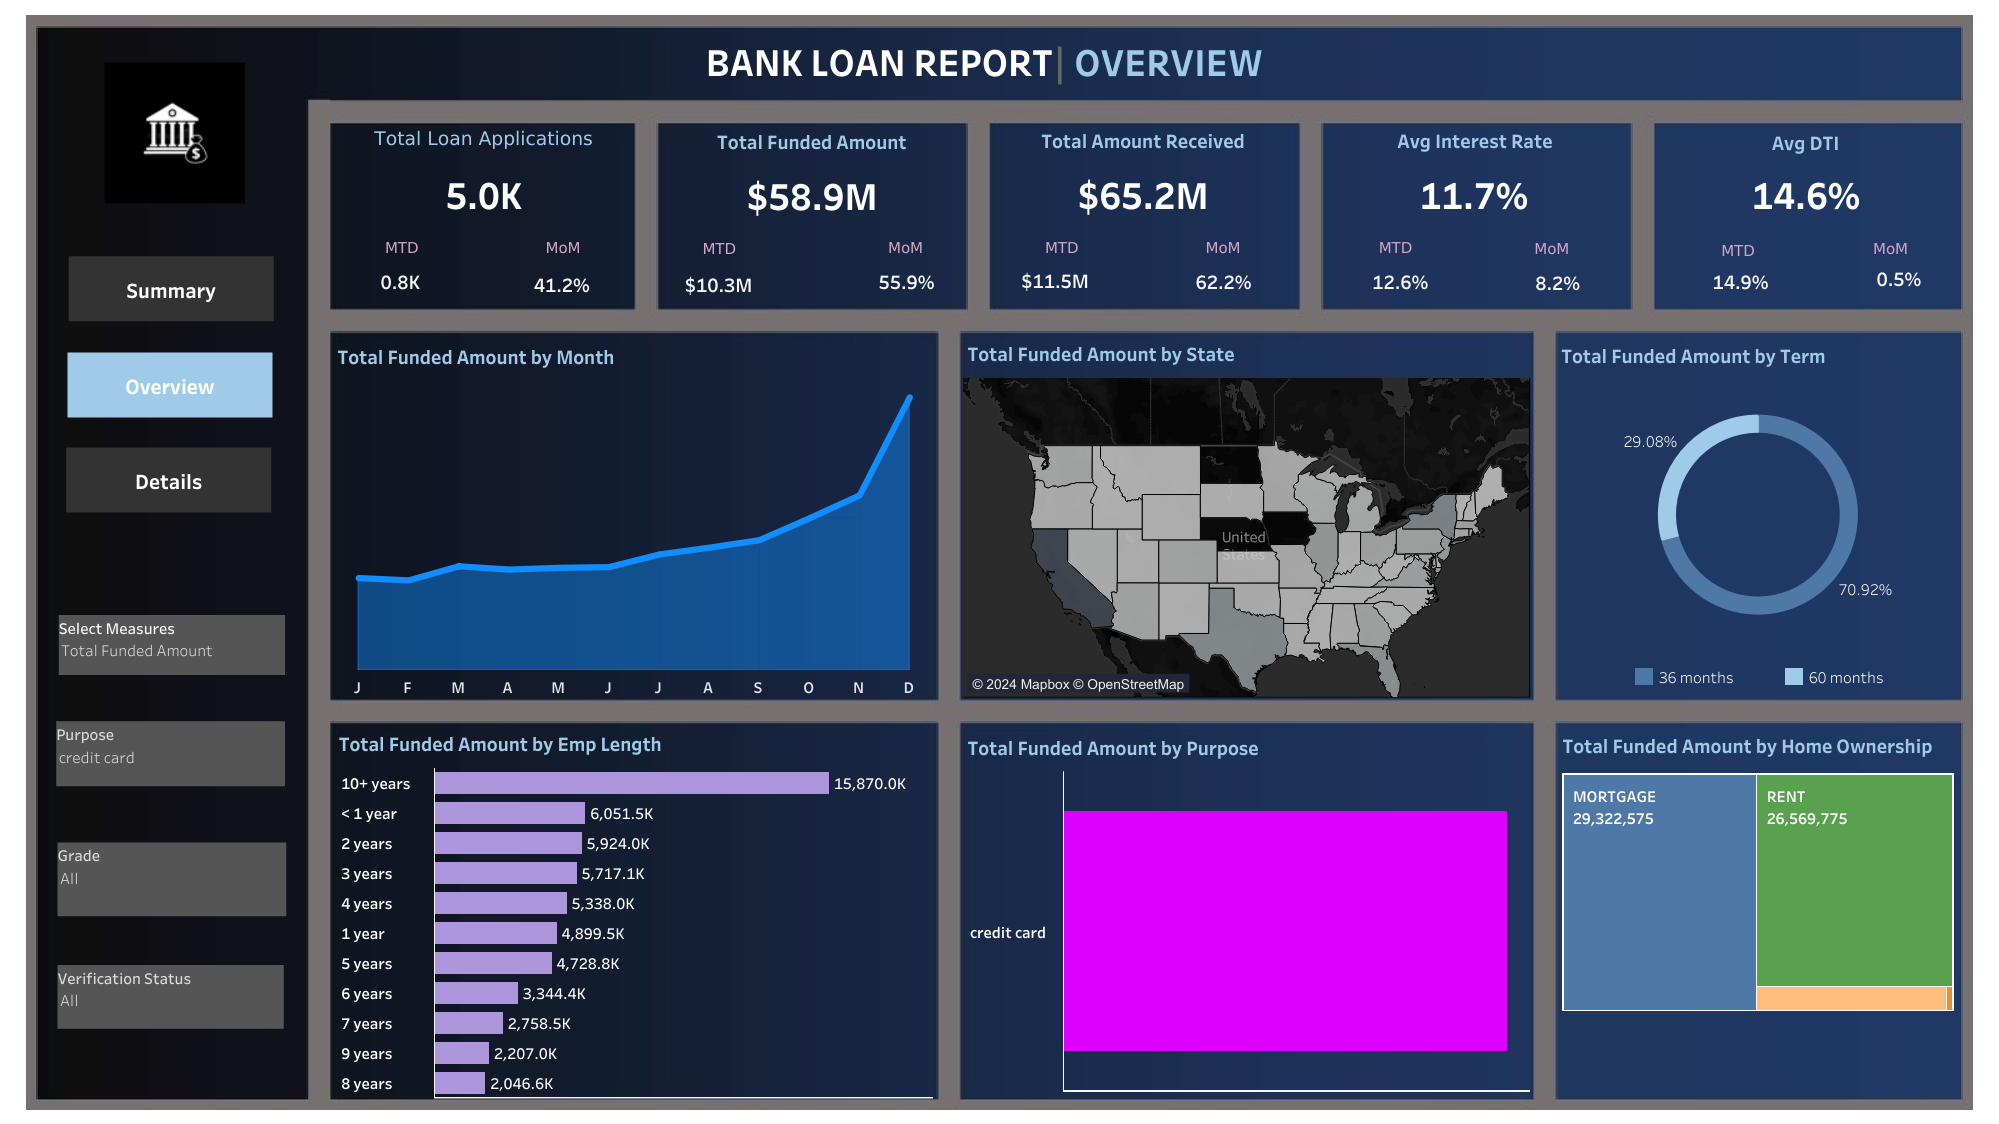 BANK LOAN REPORT| OVERVIEW
$
Summary
Overview
Details
Select Measures
Total Funded Amount
Purpose
credit card
Grade
All
Verification Status
All
Total Loan Applications
5.0K
MTD MoM
0.8K 41.2%
Total Funded Amount
$58.9M
MTD MoM
$10.3M 55.9%
Total Amount Received
$65.2M
MTD MoM
$11.5M 62.2%
Avg Interest Rate
11.7%
MTD MoM
12.6% 8.2%
Avg DTI
14.6%
MTD MoM
14.9% 0.5%
Total Funded Amount by Month
J F M A M J J A S O N D
Total Funded Amount by State
United
States
© 2024 Mapbox © OpenStreetMap
Total Funded Amount by Term
29.08%
70.92%
36 months 60 months
Total Funded Amount by Emp Length
10+ years 15,870.0K
< 1 year 6,051.5K
2 years 5,924.0K
3 years 5,717.1K
4 years 5,338.0K
1 year 4,899.5K
5 years 4,728.8K
6 years 3,344.4K
7 years 2,758.5K
9 years 2,207.0K
8 years 2,046.6K
Total Funded Amount by Purpose
credit card
Total Funded Amount by Home Ownership
MORTGAGE
29,322,575
RENT
26,569,775